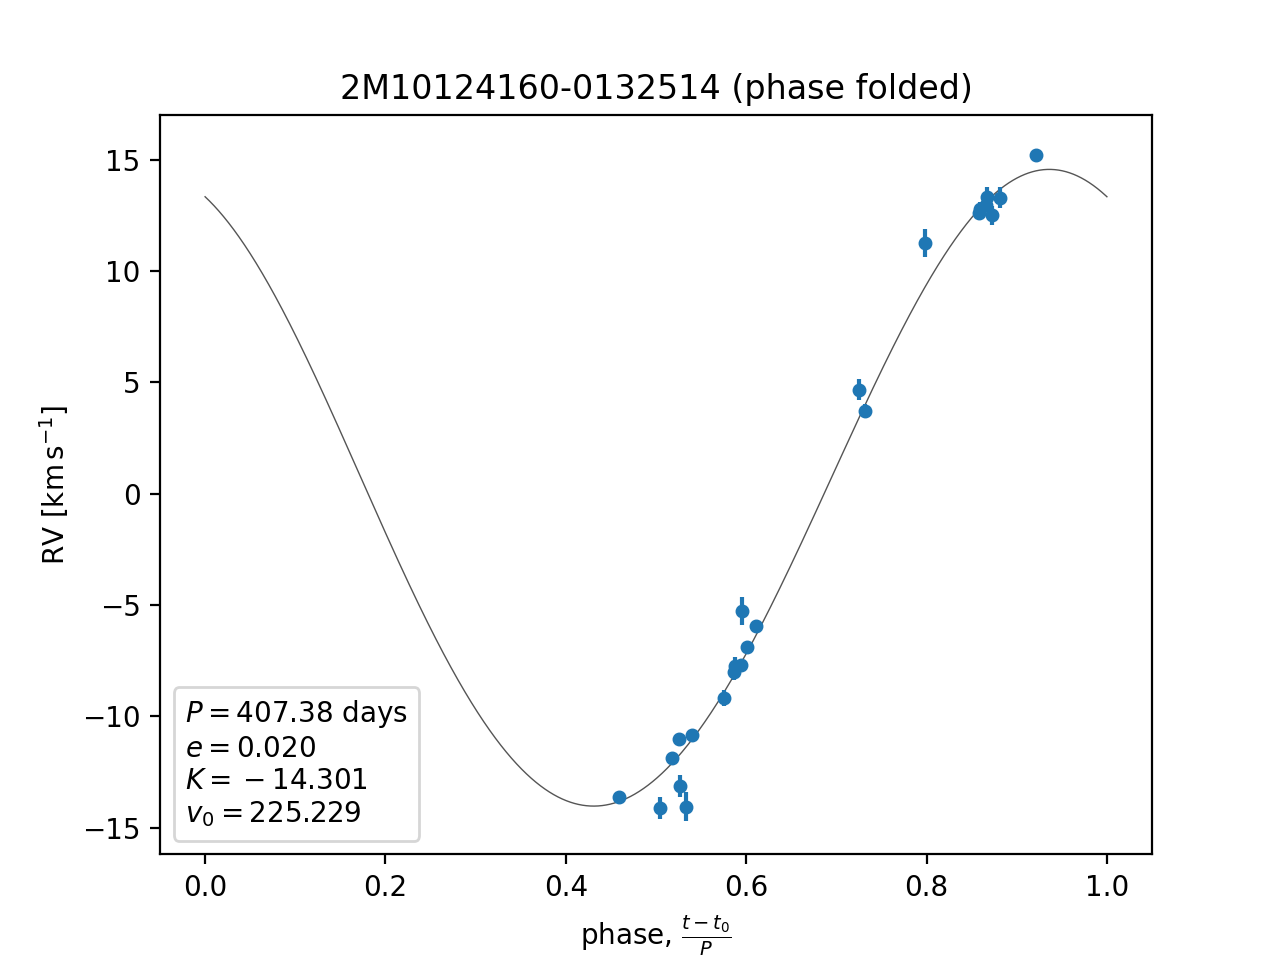 2M10124160-0132514 (phase folded)
RV [km s⁻¹]
15
10
5
0
−5
−10
−15
P = 407.38 days
e = 0.020
K = − 14.301
v₀ = 225.229
0.0 0.2 0.4 0.6 0.8 1.0
phase, (t − t₀)/P